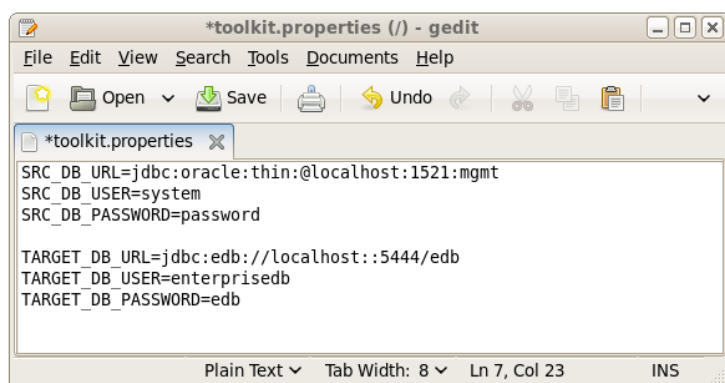 *toolkit.properties (/) - gedit
File Edit View Search Tools Documents Help
Open Save Undo
*toolkit.properties
SRC_DB_URL=jdbc:oracle:thin:@localhost:1521:mgmt
SRC_DB_USER=system
SRC_DB_PASSWORD=password
TARGET_DB_URL=jdbc:edb://localhost::5444/edb
TARGET_DB_USER=enterprisedb
TARGET_DB_PASSWORD=edb
Plain Text Tab Width: 8 Ln 7, Col 23 INS